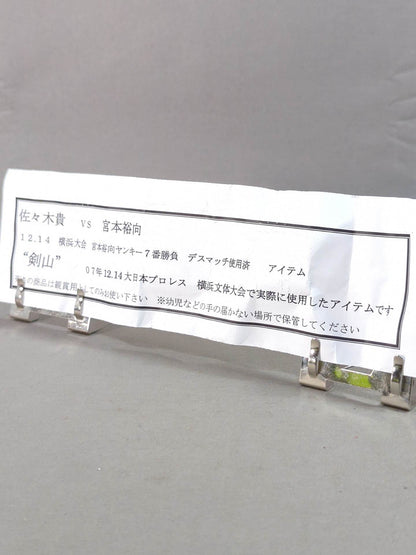 佐々木貴 VS 宮本裕向
12.14 横浜大会 宮本裕向ヤンキー7番勝負 デスマッチ使用済 アイテム
“剣山” 07年12.14大日本プロレス 横浜文体大会で実際に使用したアイテムです
の商品は観賞用としてのみお使い下さい ※幼児などの手の届かない場所で保管してください